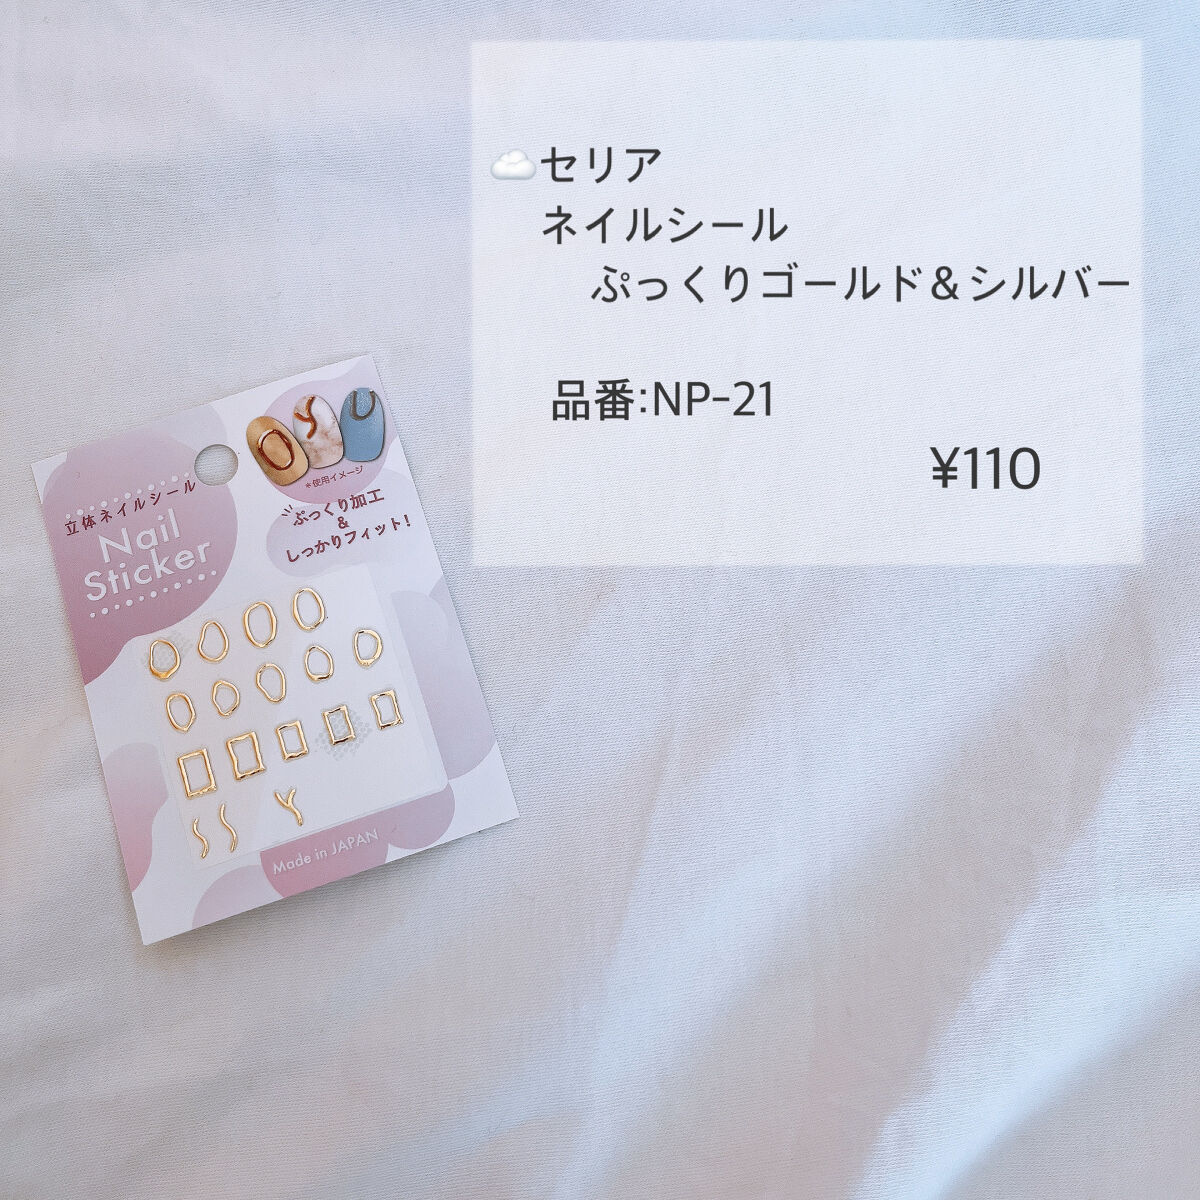 ☁️セリア
ネイルシール
ぷっくりゴールド&シルバー
品番:NP-21
¥110
※使用イメージ
立体ネイルシール
Nail
Sticker
ぷっくり加工
&
しっかりフィット!
Made in JAPAN